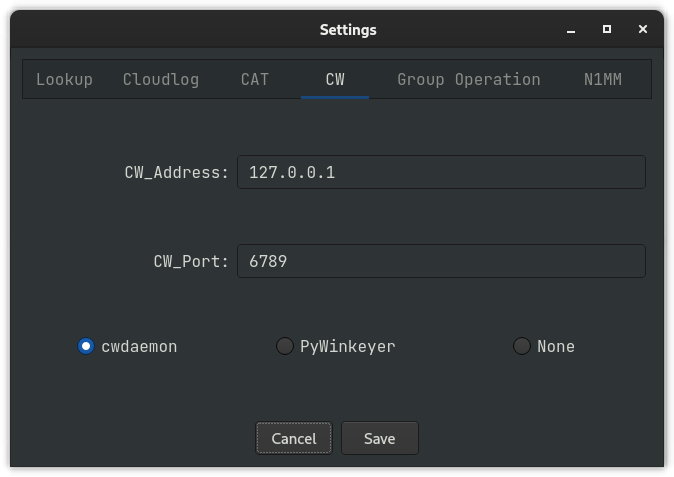 Settings
Lookup Cloudlog CAT CW Group Operation N1MM
CW_Address: 127.0.0.1
CW_Port: 6789
cwdaemon PyWinkeyer None
Cancel Save